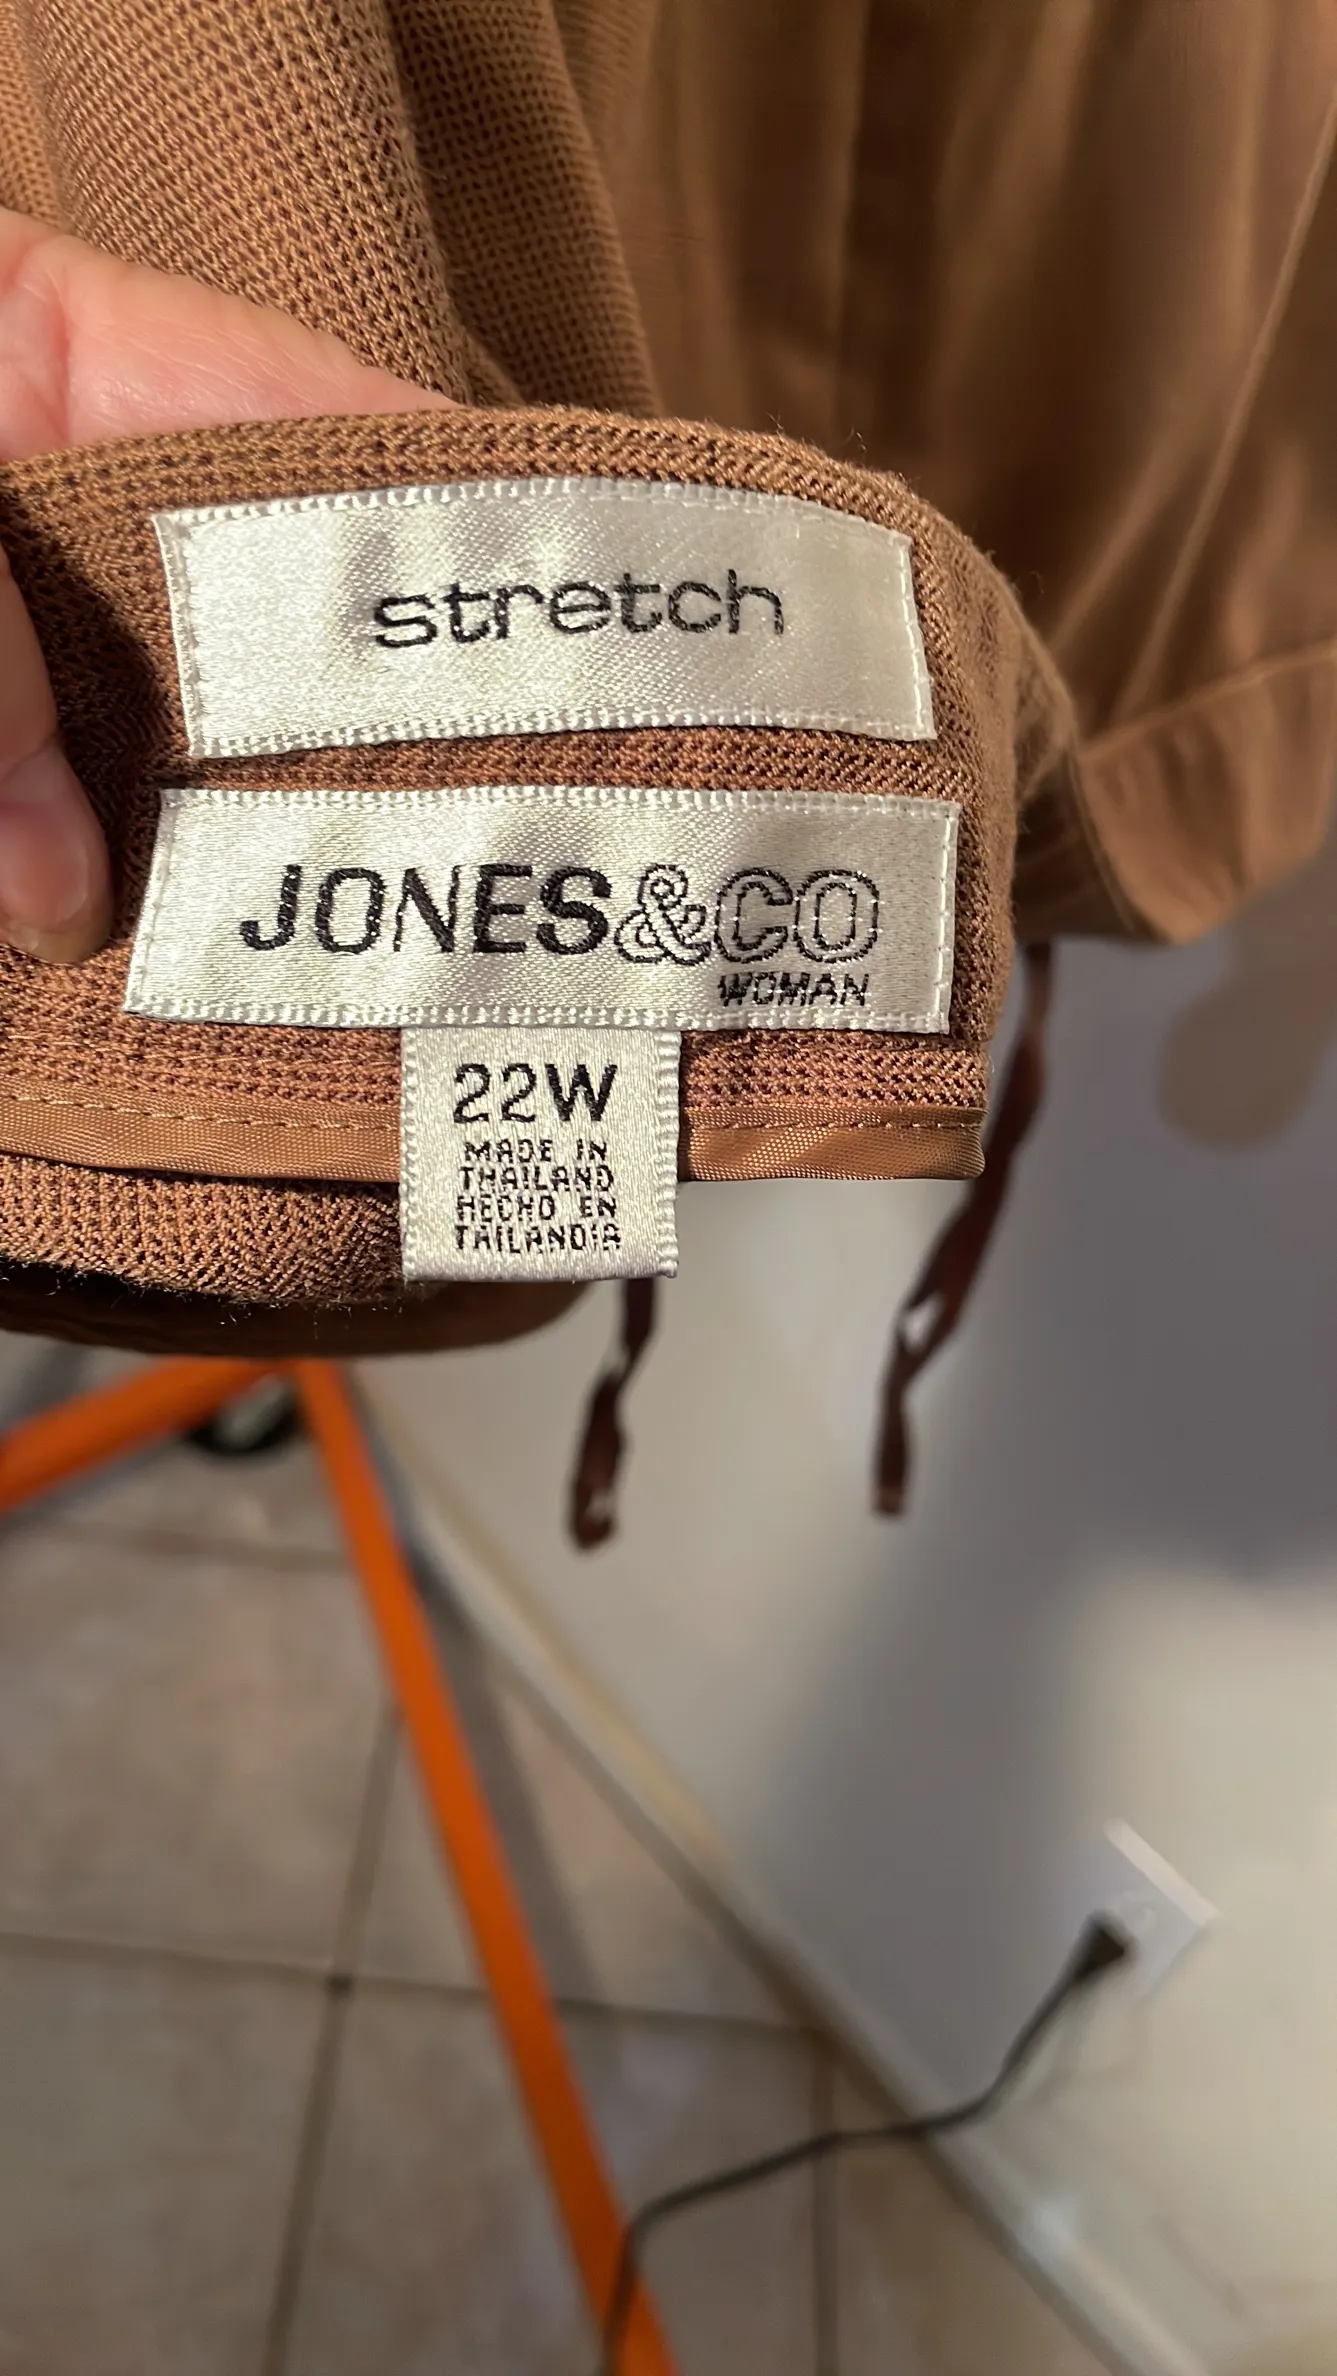 stretch
JONES&CO
WOMAN
22W
MADE IN
THAILAND
HECHO EN
TAILANDIA